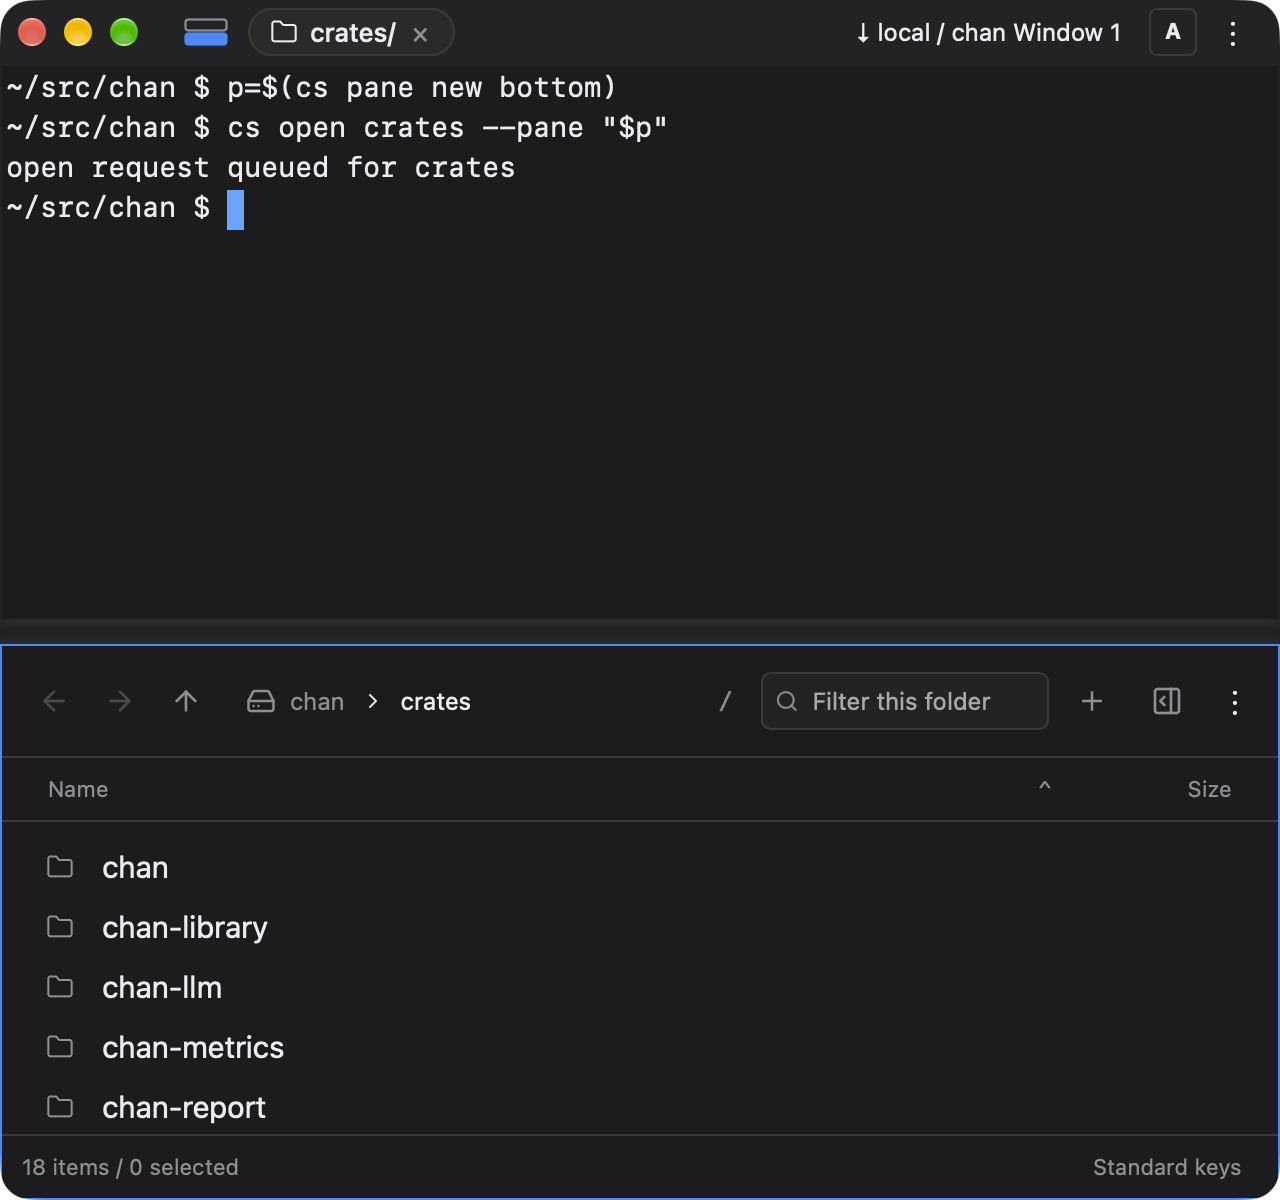 crates/ ×
↓ local / chan Window 1
A
~/src/chan $ p=$(cs pane new bottom)
~/src/chan $ cs open crates --pane "$p"
open request queued for crates
~/src/chan $
chan > crates
/
Filter this folder
Name ^ Size
chan
chan-library
chan-llm
chan-metrics
chan-report
18 items / 0 selected
Standard keys